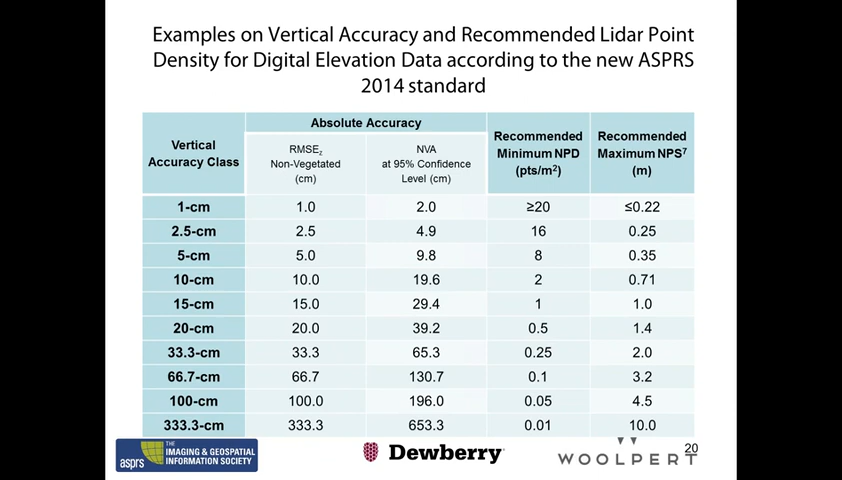 Examples on Vertical Accuracy and Recommended Lidar Point
Density for Digital Elevation Data according to the new ASPRS
2014 standard
Vertical
Accuracy Class
Absolute Accuracy
RMSEz
Non-Vegetated
(cm)
NVA
at 95% Confidence
Level (cm)
Recommended
Minimum NPD
(pts/m²)
Recommended
Maximum NPS⁷
(m)
1-cm 1.0 2.0 ≥20 ≤0.22
2.5-cm 2.5 4.9 16 0.25
5-cm 5.0 9.8 8 0.35
10-cm 10.0 19.6 2 0.71
15-cm 15.0 29.4 1 1.0
20-cm 20.0 39.2 0.5 1.4
33.3-cm 33.3 65.3 0.25 2.0
66.7-cm 66.7 130.7 0.1 3.2
100-cm 100.0 196.0 0.05 4.5
333.3-cm 333.3 653.3 0.01 10.0
asprs THE
IMAGING & GEOSPATIAL
INFORMATION SOCIETY
Dewberry
WOOLPERT
20